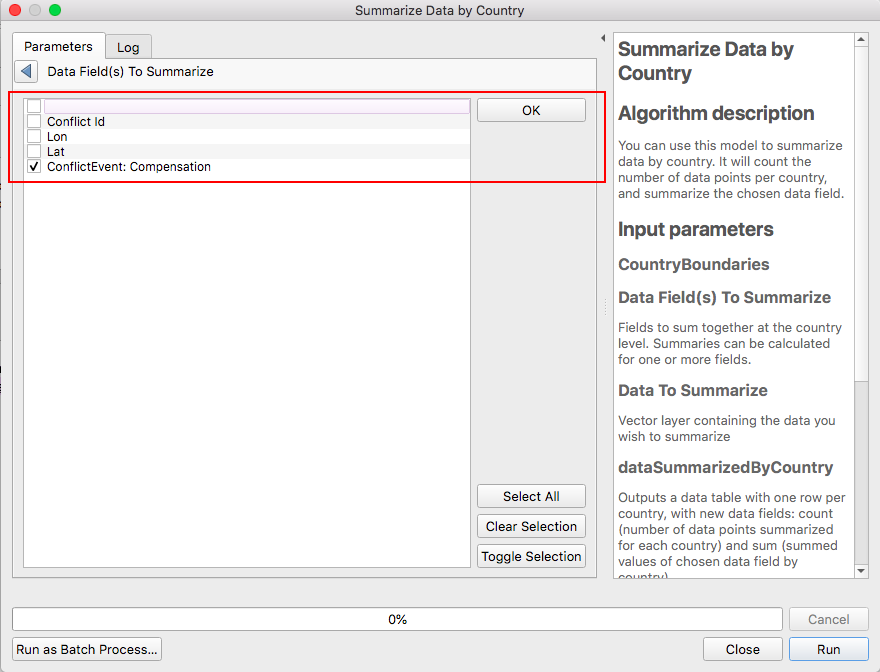 Summarize Data by Country
Parameters
Log
Data Field(s) To Summarize
Conflict Id
Lon
Lat
ConflictEvent: Compensation
OK
Select All
Clear Selection
Toggle Selection
Summarize Data by
Country
Algorithm description
You can use this model to summarize
data by country. It will count the
number of data points per country,
and summarize the chosen data field.
Input parameters
CountryBoundaries
Data Field(s) To Summarize
Fields to sum together at the country
level. Summaries can be calculated
for one or more fields.
Data To Summarize
Vector layer containing the data you
wish to summarize
dataSummarizedByCountry
Outputs a data table with one row per
country, with new data fields: count
(number of data points summarized
for each country) and sum (summed
values of chosen data field by
country)
0%
Cancel
Run as Batch Process...
Close
Run